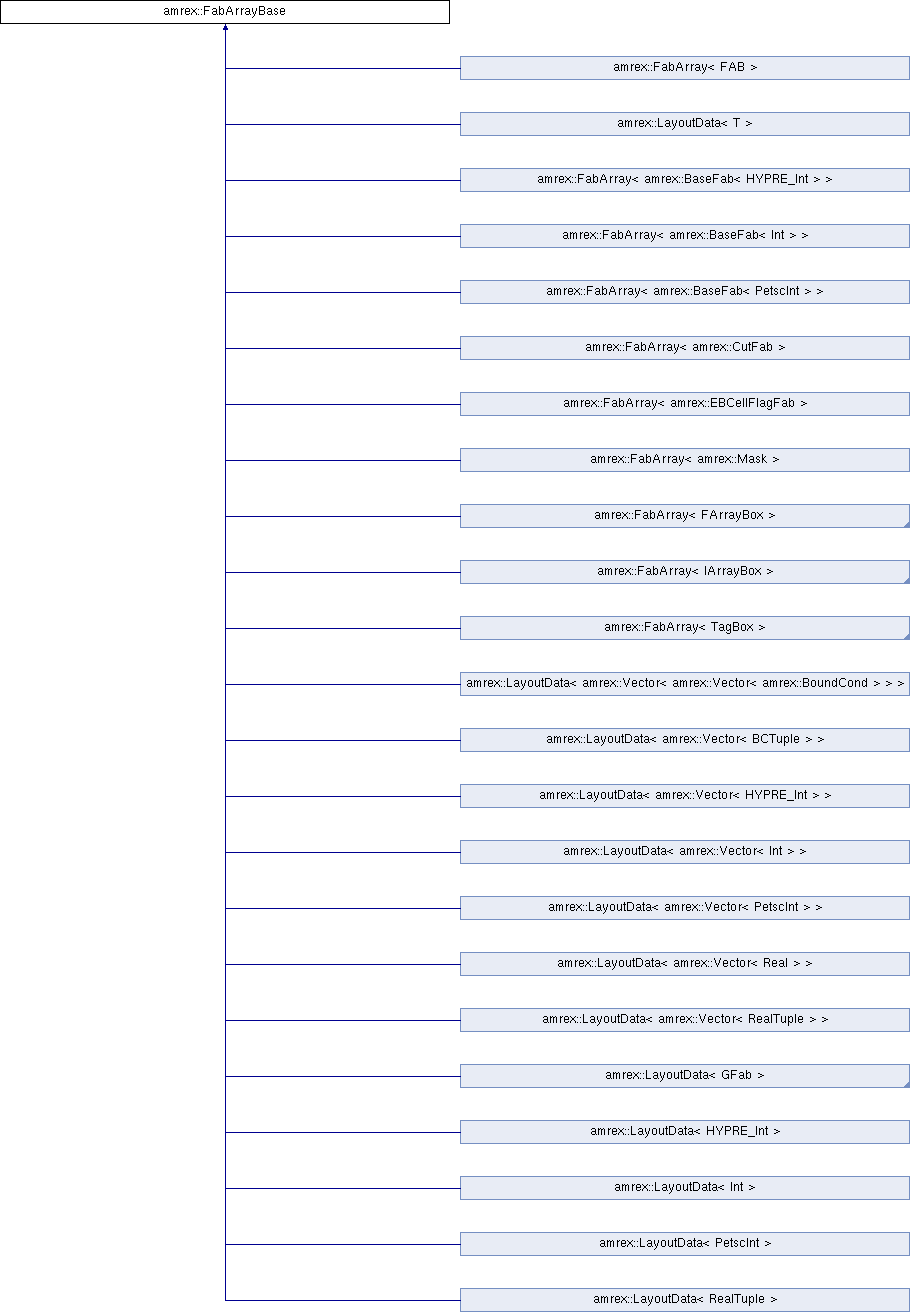 amrex::FabArrayBase
amrex::FabArray< FAB >
amrex::LayoutData< T >
amrex::FabArray< amrex::BaseFab< HYPRE_Int > >
amrex::FabArray< amrex::BaseFab< Int > >
amrex::FabArray< amrex::BaseFab< PetscInt > >
amrex::FabArray< amrex::CutFab >
amrex::FabArray< amrex::EBCellFlagFab >
amrex::FabArray< amrex::Mask >
amrex::FabArray< FArrayBox >
amrex::FabArray< IArrayBox >
amrex::FabArray< TagBox >
amrex::LayoutData< amrex::Vector< amrex::Vector< amrex::BoundCond > > >
amrex::LayoutData< amrex::Vector< BCTuple > >
amrex::LayoutData< amrex::Vector< HYPRE_Int > >
amrex::LayoutData< amrex::Vector< Int > >
amrex::LayoutData< amrex::Vector< PetscInt > >
amrex::LayoutData< amrex::Vector< Real > >
amrex::LayoutData< amrex::Vector< RealTuple > >
amrex::LayoutData< GFab >
amrex::LayoutData< HYPRE_Int >
amrex::LayoutData< Int >
amrex::LayoutData< PetscInt >
amrex::LayoutData< RealTuple >